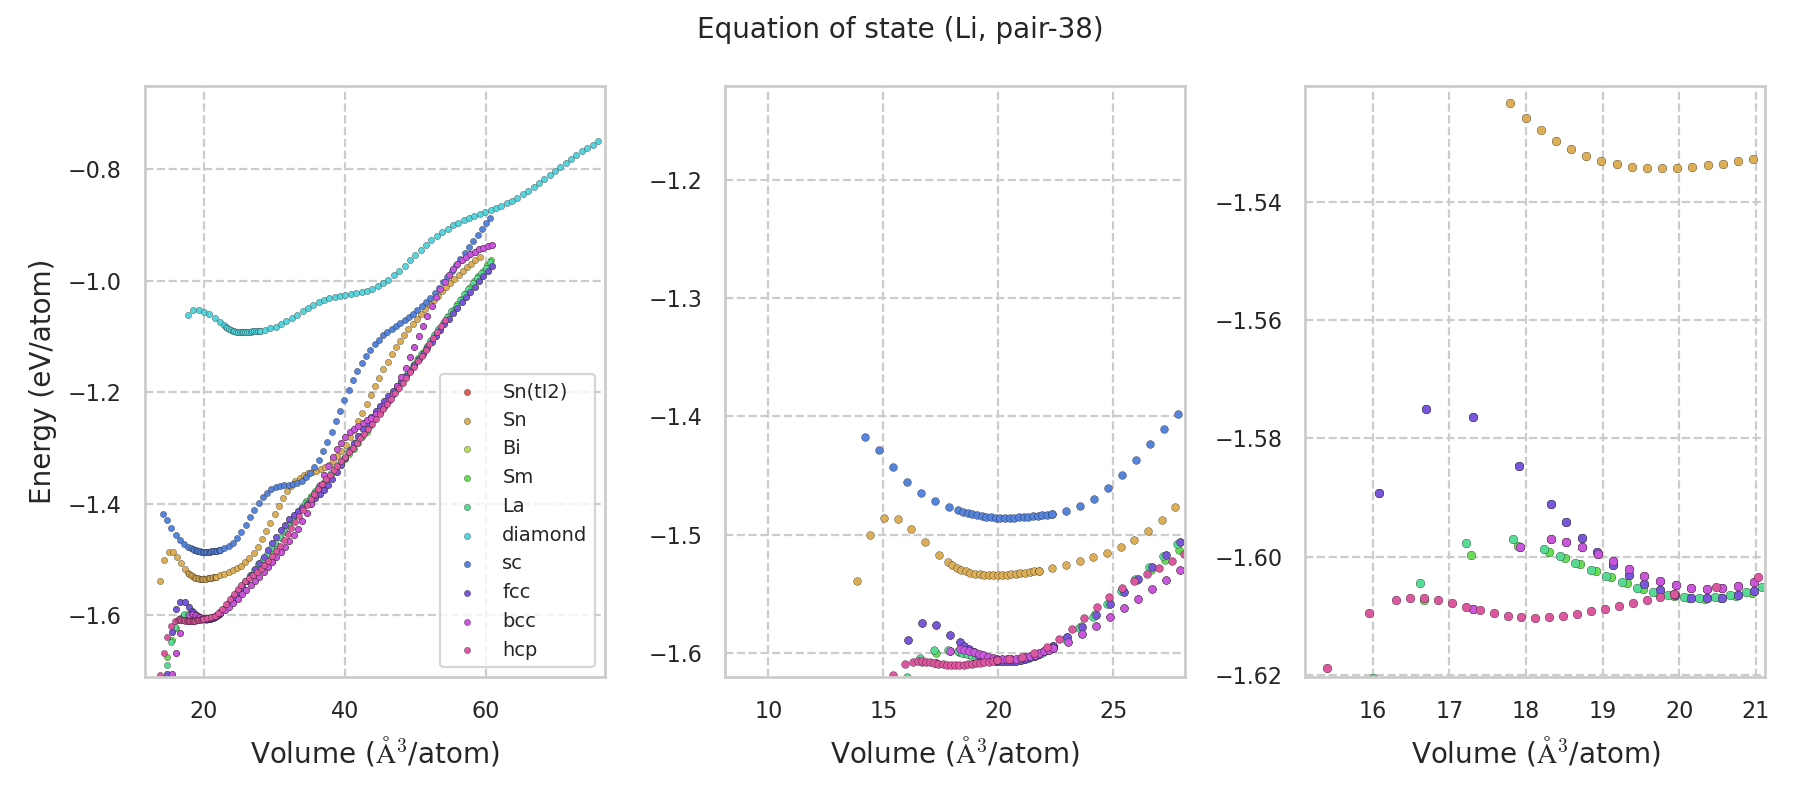 Equation of state (Li, pair-38)
Energy (eV/atom)
−0.8
−1.0
−1.2
−1.4
−1.6
20
40
60
Volume (Å³/atom)
Sn(tI2)
Sn
Bi
Sm
La
diamond
sc
fcc
bcc
hcp
−1.2
−1.3
−1.4
−1.5
−1.6
10
15
20
25
Volume (Å³/atom)
−1.54
−1.56
−1.58
−1.60
−1.62
16
17
18
19
20
21
Volume (Å³/atom)